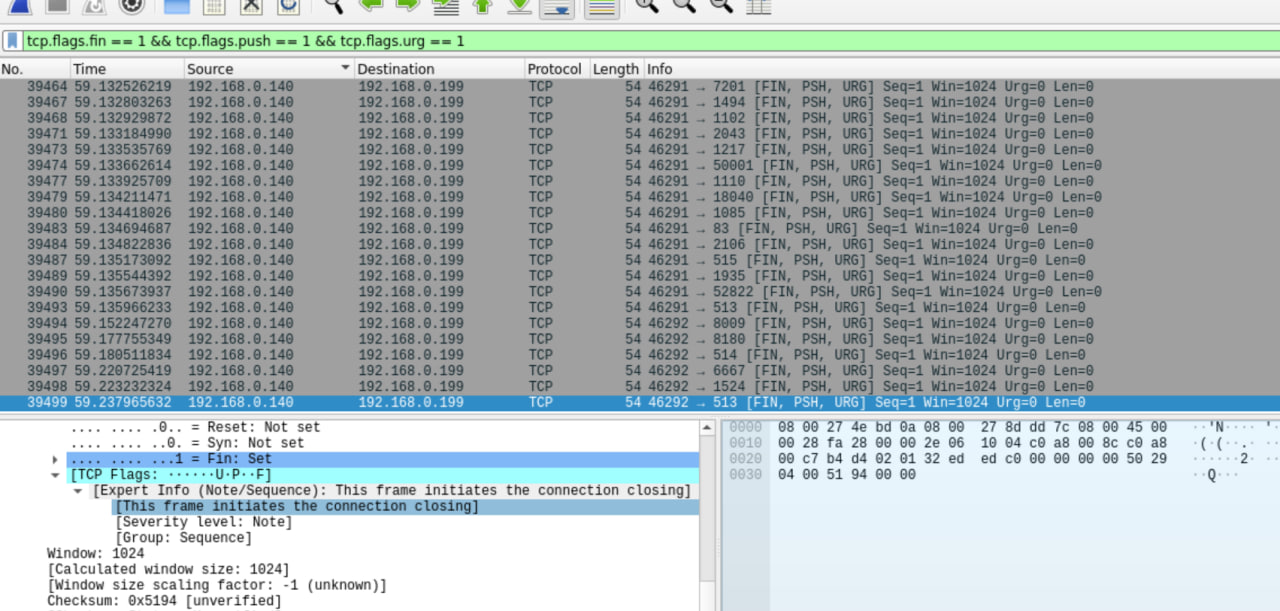 tcp.flags.fin == 1 && tcp.flags.push == 1 && tcp.flags.urg == 1
No. Time Source Destination Protocol Length Info
39464 59.132526219 192.168.0.140 192.168.0.199 TCP 54 46291 → 7201 [FIN, PSH, URG] Seq=1 Win=1024 Urg=0 Len=0
39467 59.132803263 192.168.0.140 192.168.0.199 TCP 54 46291 → 1494 [FIN, PSH, URG] Seq=1 Win=1024 Urg=0 Len=0
39468 59.132929872 192.168.0.140 192.168.0.199 TCP 54 46291 → 1102 [FIN, PSH, URG] Seq=1 Win=1024 Urg=0 Len=0
39471 59.133184990 192.168.0.140 192.168.0.199 TCP 54 46291 → 2043 [FIN, PSH, URG] Seq=1 Win=1024 Urg=0 Len=0
39473 59.133535769 192.168.0.140 192.168.0.199 TCP 54 46291 → 1217 [FIN, PSH, URG] Seq=1 Win=1024 Urg=0 Len=0
39474 59.133662614 192.168.0.140 192.168.0.199 TCP 54 46291 → 50001 [FIN, PSH, URG] Seq=1 Win=1024 Urg=0 Len=0
39477 59.133925709 192.168.0.140 192.168.0.199 TCP 54 46291 → 1110 [FIN, PSH, URG] Seq=1 Win=1024 Urg=0 Len=0
39479 59.134211471 192.168.0.140 192.168.0.199 TCP 54 46291 → 18040 [FIN, PSH, URG] Seq=1 Win=1024 Urg=0 Len=0
39480 59.134418026 192.168.0.140 192.168.0.199 TCP 54 46291 → 1085 [FIN, PSH, URG] Seq=1 Win=1024 Urg=0 Len=0
39483 59.134694687 192.168.0.140 192.168.0.199 TCP 54 46291 → 83 [FIN, PSH, URG] Seq=1 Win=1024 Urg=0 Len=0
39484 59.134822836 192.168.0.140 192.168.0.199 TCP 54 46291 → 2106 [FIN, PSH, URG] Seq=1 Win=1024 Urg=0 Len=0
39487 59.135173092 192.168.0.140 192.168.0.199 TCP 54 46291 → 515 [FIN, PSH, URG] Seq=1 Win=1024 Urg=0 Len=0
39489 59.135544392 192.168.0.140 192.168.0.199 TCP 54 46291 → 1935 [FIN, PSH, URG] Seq=1 Win=1024 Urg=0 Len=0
39490 59.135673937 192.168.0.140 192.168.0.199 TCP 54 46291 → 52822 [FIN, PSH, URG] Seq=1 Win=1024 Urg=0 Len=0
39493 59.135966233 192.168.0.140 192.168.0.199 TCP 54 46291 → 513 [FIN, PSH, URG] Seq=1 Win=1024 Urg=0 Len=0
39494 59.152247270 192.168.0.140 192.168.0.199 TCP 54 46292 → 8009 [FIN, PSH, URG] Seq=1 Win=1024 Urg=0 Len=0
39495 59.177755349 192.168.0.140 192.168.0.199 TCP 54 46292 → 8180 [FIN, PSH, URG] Seq=1 Win=1024 Urg=0 Len=0
39496 59.180511834 192.168.0.140 192.168.0.199 TCP 54 46292 → 514 [FIN, PSH, URG] Seq=1 Win=1024 Urg=0 Len=0
39497 59.220725419 192.168.0.140 192.168.0.199 TCP 54 46292 → 6667 [FIN, PSH, URG] Seq=1 Win=1024 Urg=0 Len=0
39498 59.223232324 192.168.0.140 192.168.0.199 TCP 54 46292 → 1524 [FIN, PSH, URG] Seq=1 Win=1024 Urg=0 Len=0
39499 59.237965632 192.168.0.140 192.168.0.199 TCP 54 46292 → 513 [FIN, PSH, URG] Seq=1 Win=1024 Urg=0 Len=0
.... .... .0.. = Reset: Not set
.... .... ..0. = Syn: Not set
.... .... ...1 = Fin: Set
[TCP Flags: ······U·P··F]
[Expert Info (Note/Sequence): This frame initiates the connection closing]
[This frame initiates the connection closing]
[Severity level: Note]
[Group: Sequence]
Window: 1024
[Calculated window size: 1024]
[Window size scaling factor: -1 (unknown)]
Checksum: 0x5194 [unverified]
0000 08 00 27 4e bd 0a 08 00 27 8d dd 7c 08 00 45 00 ··'N···· '·
0010 00 28 fa 28 00 00 2e 06 10 04 c0 a8 00 8c c0 a8 ·(·(··.· ··
0020 00 c7 b4 d4 02 01 32 ed ed c0 00 00 00 00 50 29 ······2· ··
0030 04 00 51 94 00 00 ··Q···